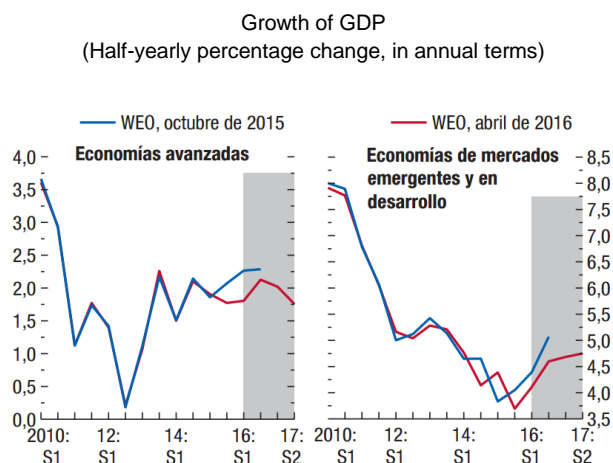 Growth of GDP
(Half-yearly percentage change, in annual terms)
WEO, octubre de 2015
WEO, abril de 2016
Economías avanzadas
4,0
3,5
3,0
2,5
2,0
1,5
1,0
0,5
0,0
2010:
S1
12:
S1
14:
S1
16:
S1
17:
S2
Economías de mercados
emergentes y en
desarrollo
8,5
8,0
7,5
7,0
6,5
6,0
5,5
5,0
4,5
4,0
3,5
2010:
S1
12:
S1
14:
S1
16:
S1
17:
S2